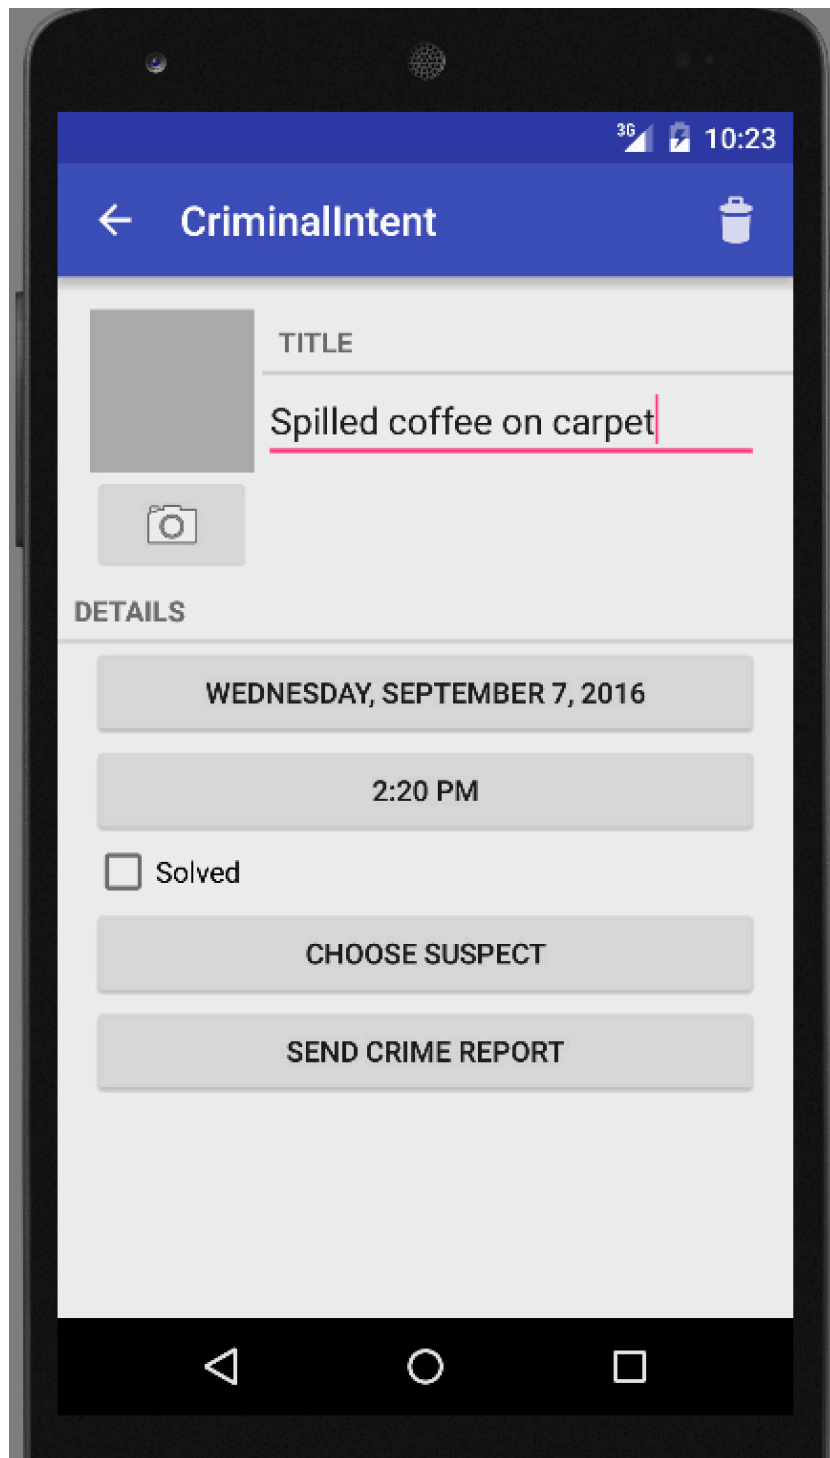 3G 10:23
CriminalIntent
TITLE
Spilled coffee on carpet
DETAILS
WEDNESDAY, SEPTEMBER 7, 2016
2:20 PM
Solved
CHOOSE SUSPECT
SEND CRIME REPORT